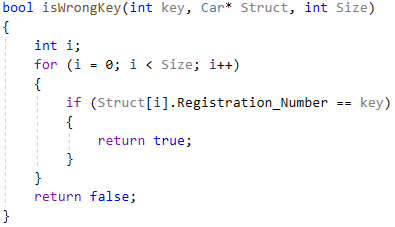 bool isWrongKey(int key, Car* Struct, int Size)
{
    int i;
    for (i = 0; i < Size; i++)
    {
        if (Struct[i].Registration_Number == key)
        {
            return true;
        }
    }
    return false;
}